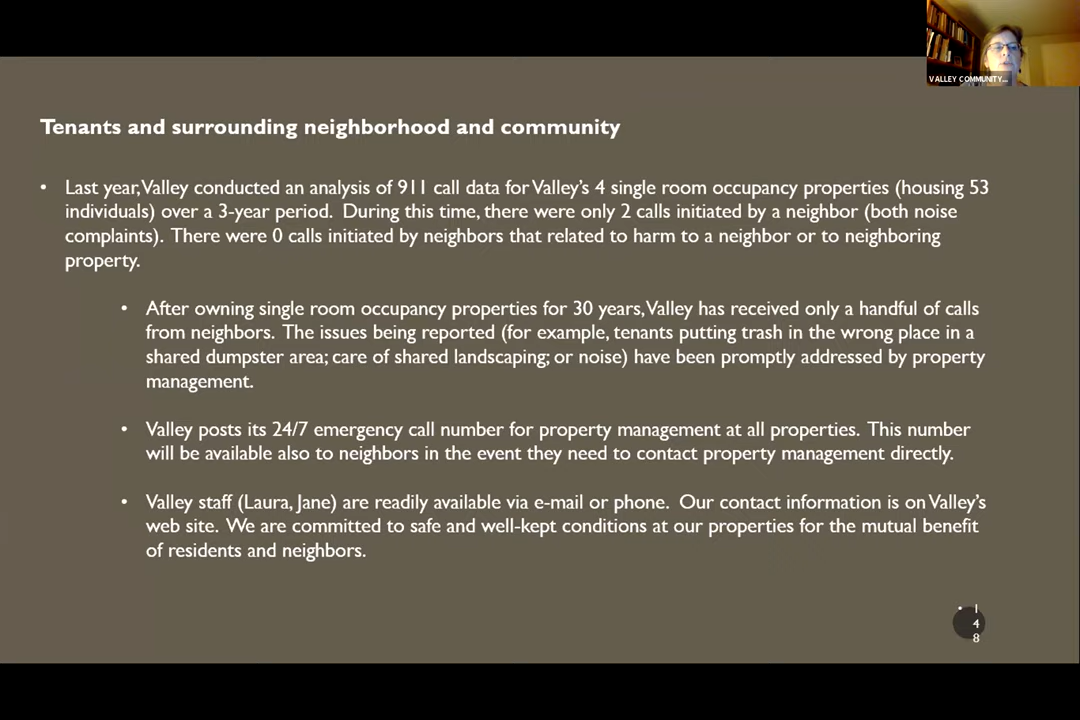 VALLEY COMMUNITY...
Tenants and surrounding neighborhood and community
• Last year, Valley conducted an analysis of 911 call data for Valley's 4 single room occupancy properties (housing 53
individuals) over a 3-year period. During this time, there were only 2 calls initiated by a neighbor (both noise
complaints). There were 0 calls initiated by neighbors that related to harm to a neighbor or to neighboring
property.
• After owning single room occupancy properties for 30 years, Valley has received only a handful of calls
from neighbors. The issues being reported (for example, tenants putting trash in the wrong place in a
shared dumpster area; care of shared landscaping; or noise) have been promptly addressed by property
management.
• Valley posts its 24/7 emergency call number for property management at all properties. This number
will be available also to neighbors in the event they need to contact property management directly.
• Valley staff (Laura, Jane) are readily available via e-mail or phone. Our contact information is on Valley's
web site. We are committed to safe and well-kept conditions at our properties for the mutual benefit
of residents and neighbors.
• 1
4
8